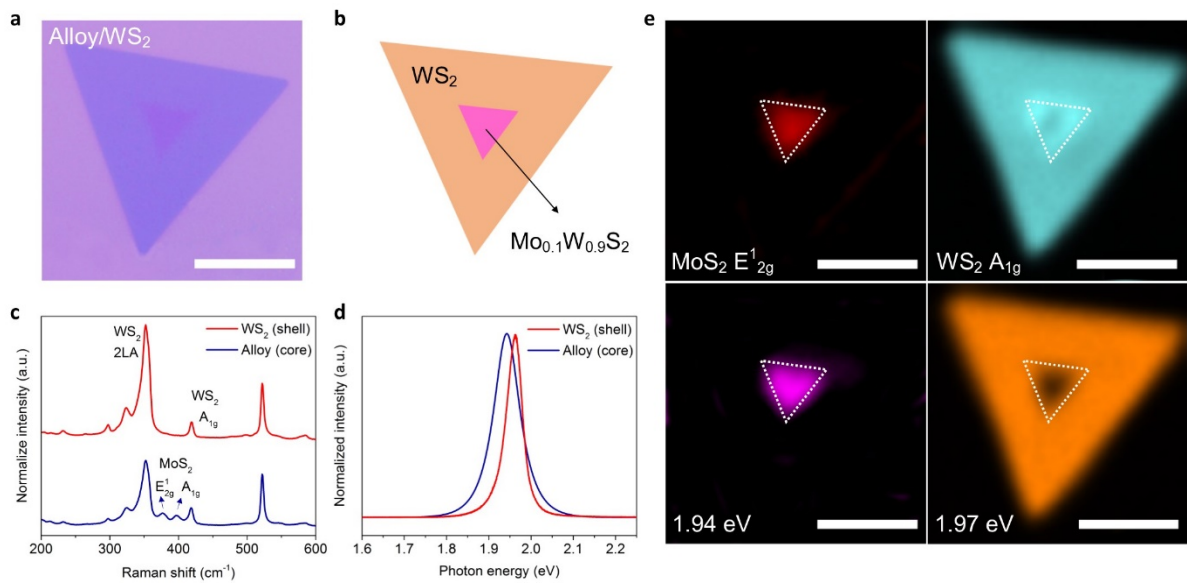 a
Alloy/WS₂
b
WS₂
Mo₀.₁W₀.₉S₂
c
Normalize intensity (a.u.)
WS₂
2LA
WS₂ (shell)
Alloy (core)
WS₂
A₁g
MoS₂
E¹₂g A₁g
200 300 400 500 600
Raman shift (cm⁻¹)
d
Normalized intensity (a.u.)
WS₂ (shell)
Alloy (core)
1.6 1.7 1.8 1.9 2.0 2.1 2.2
Photon energy (eV)
e
MoS₂ E¹₂g
WS₂ A₁g
1.94 eV
1.97 eV